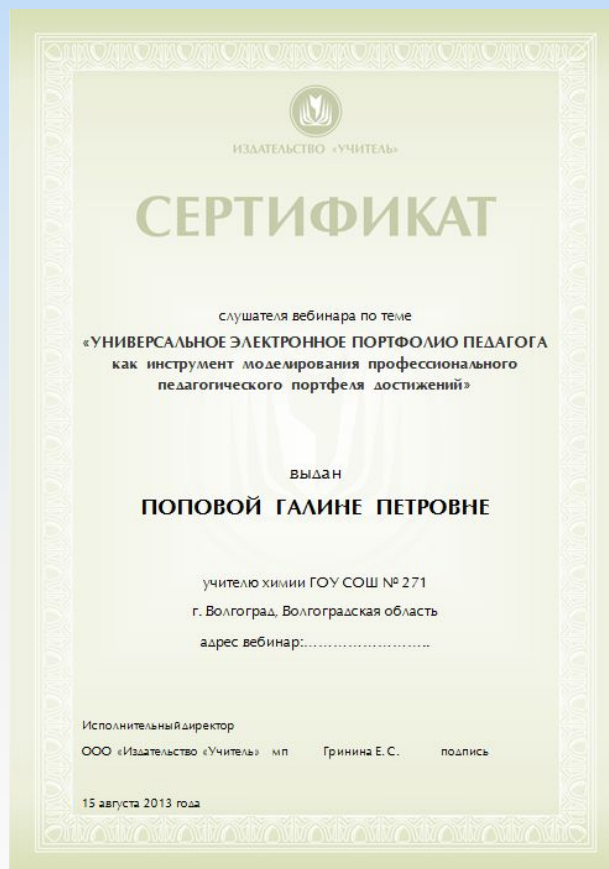 ИЗДАТЕЛЬСТВО «УЧИТЕЛЬ»
СЕРТИФИКАТ
слушателя вебинара по теме
«УНИВЕРСАЛЬНОЕ ЭЛЕКТРОННОЕ ПОРТФОЛИО ПЕДАГОГА
как инструмент моделирования профессионального
педагогического портфеля достижений»
выдан
ПОПОВОЙ ГАЛИНЕ ПЕТРОВНЕ
учителю химии ГОУ СОШ № 271
г. Волгоград, Волгоградская область
адрес вебинар:……………………..
Исполнительный директор
ООО «Издательство «Учитель» мп Гринина Е. С. подпись
15 августа 2013 года